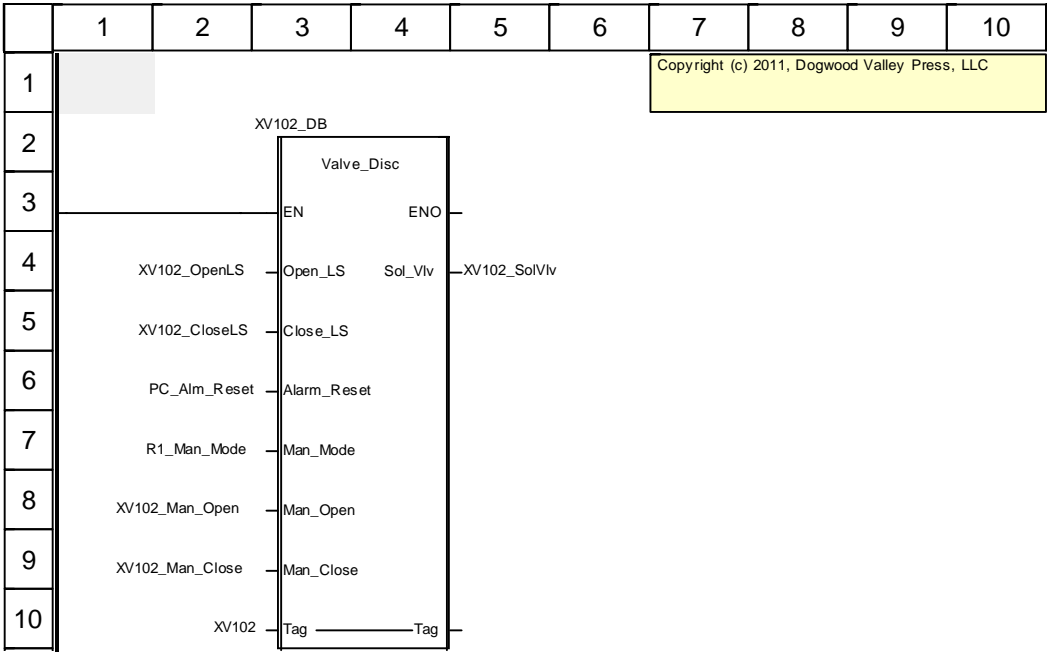 1 2 3 4 5 6 7 8 9 10
1 Copyright (c) 2011, Dogwood Valley Press, LLC
2 XV102_DB
Valve_Disc
3 EN ENO
4 XV102_OpenLS Open_LS Sol_Vlv XV102_SolVlv
5 XV102_CloseLS Close_LS
6 PC_Alm_Reset Alarm_Reset
7 R1_Man_Mode Man_Mode
8 XV102_Man_Open Man_Open
9 XV102_Man_Close Man_Close
10 XV102 Tag Tag